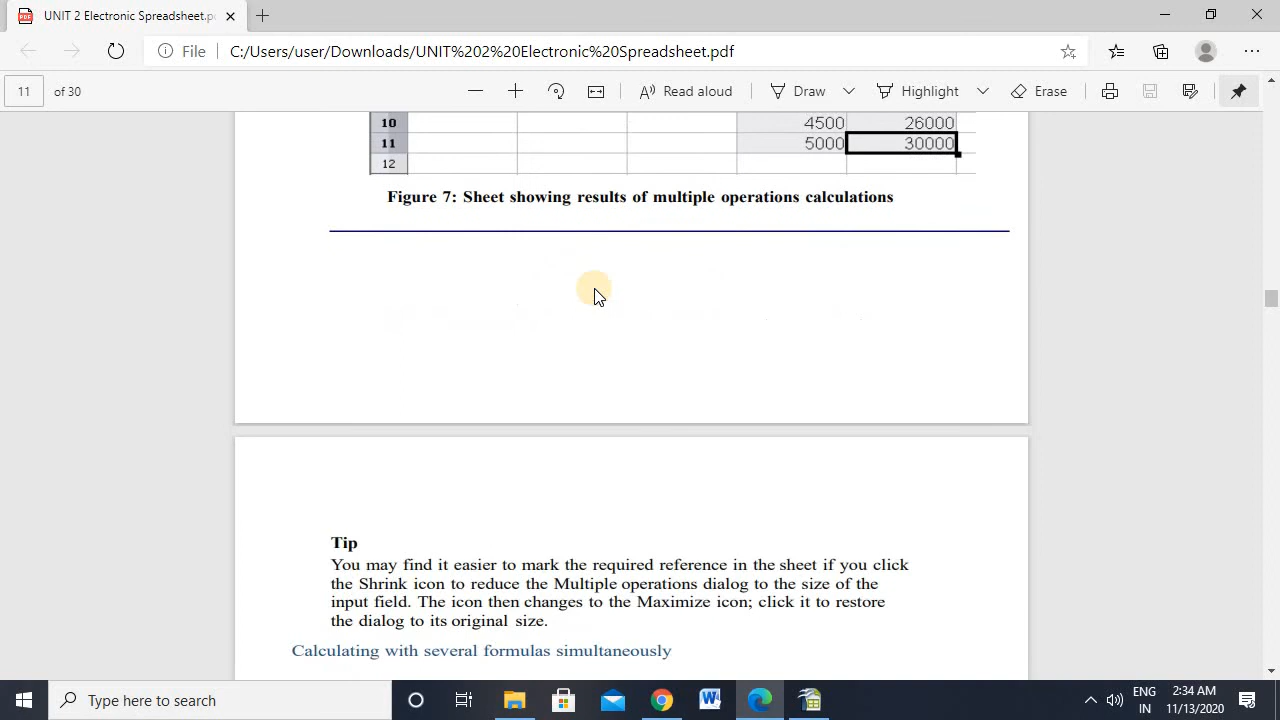 UNIT 2 Electronic Spreadsheet.pd
File C:/Users/user/Downloads/UNIT%202%20Electronic%20Spreadsheet.pdf
11 of 30 Read aloud Draw Highlight Erase
10 4500 26000
11 5000 30000
12
Figure 7: Sheet showing results of multiple operations calculations
Tip
You may find it easier to mark the required reference in the sheet if you click
the Shrink icon to reduce the Multiple operations dialog to the size of the
input field. The icon then changes to the Maximize icon; click it to restore
the dialog to its original size.
Calculating with several formulas simultaneously
Type here to search
ENG 2:34 AM
IN 11/13/2020